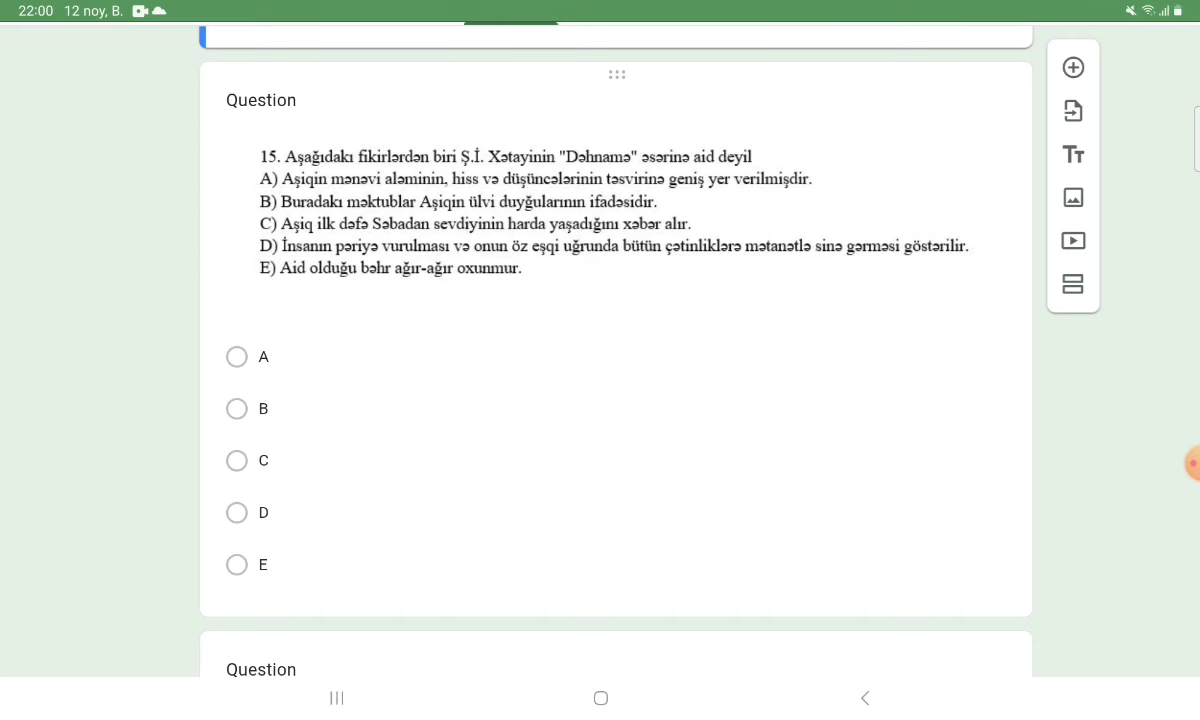 22:00 12 noy, B.
Question
15. Aşağıdakı fikirlərdən biri Ş.İ. Xətayinin "Dəhnamə" əsərinə aid deyil
A) Aşiqin mənəvi aləminin, hiss və düşüncələrinin təsvirinə geniş yer verilmişdir.
B) Buradakı məktublar Aşiqin ülvi duyğularının ifadəsidir.
C) Aşiq ilk dəfə Səbadan sevdiyinin harda yaşadığını xəbər alır.
D) İnsanın pəriyə vurulması və onun öz eşqi uğrunda bütün çətinliklərə mətanətlə sinə gərməsi göstərilir.
E) Aid olduğu bəhr ağır-ağır oxunmur.
A
B
C
D
E
Question